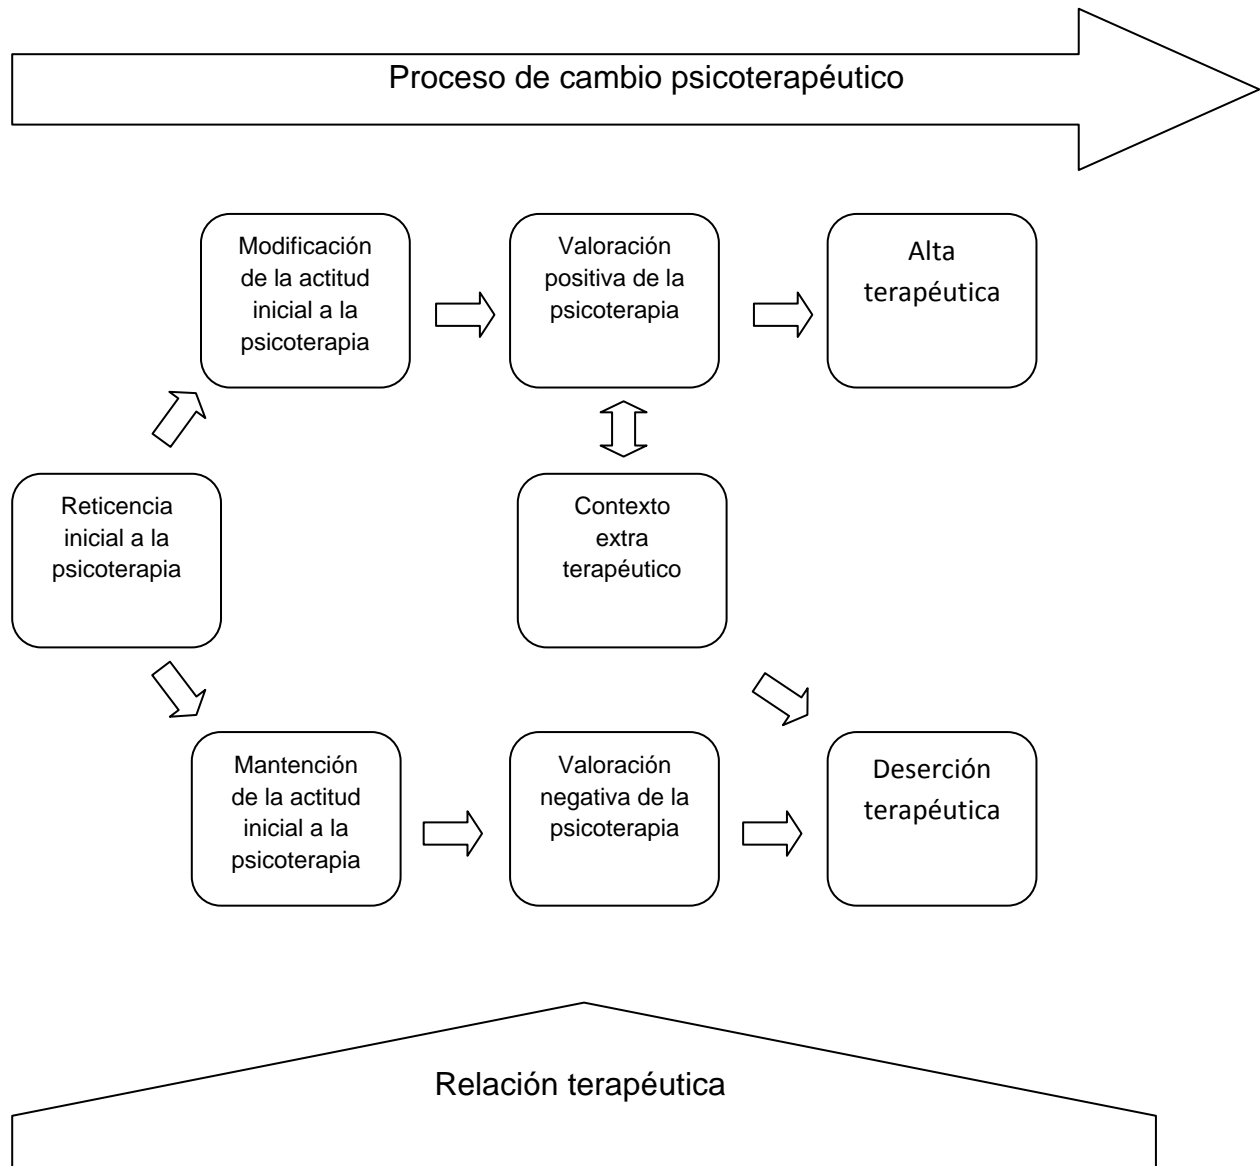 Proceso de cambio psicoterapéutico
Modificación
de la actitud
inicial a la
psicoterapia
Valoración
positiva de la
psicoterapia
Alta
terapéutica
Reticencia
inicial a la
psicoterapia
Contexto
extra
terapéutico
Mantención
de la actitud
inicial a la
psicoterapia
Valoración
negativa de la
psicoterapia
Deserción
terapéutica
Relación terapéutica